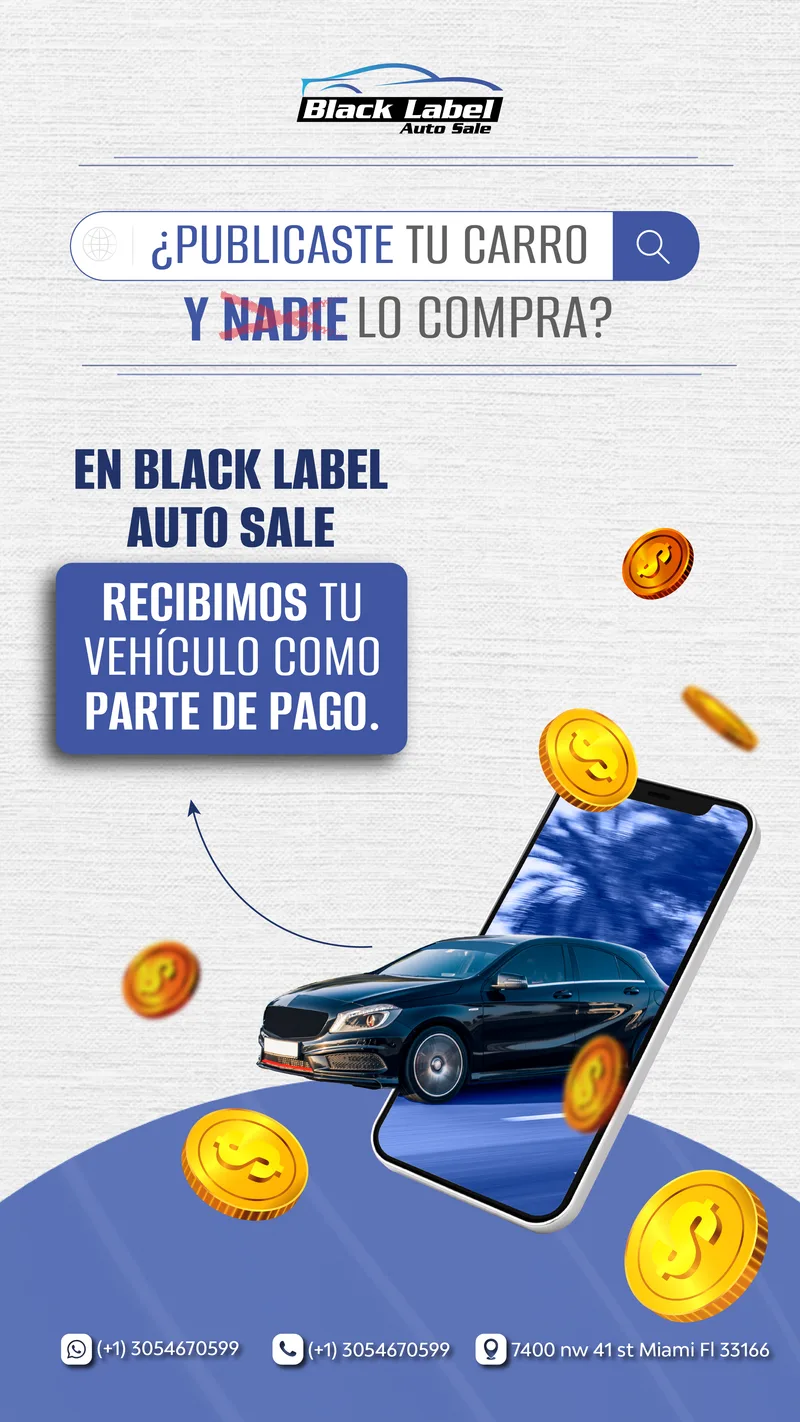 Black Label
Auto Sale
¿PUBLICASTE TU CARRO
Y NADIE LO COMPRA?
EN BLACK LABEL
AUTO SALE
RECIBIMOS TU
VEHÍCULO COMO
PARTE DE PAGO.
(+1) 3054670599 (+1) 3054670599 7400 nw 41 st Miami Fl 33166